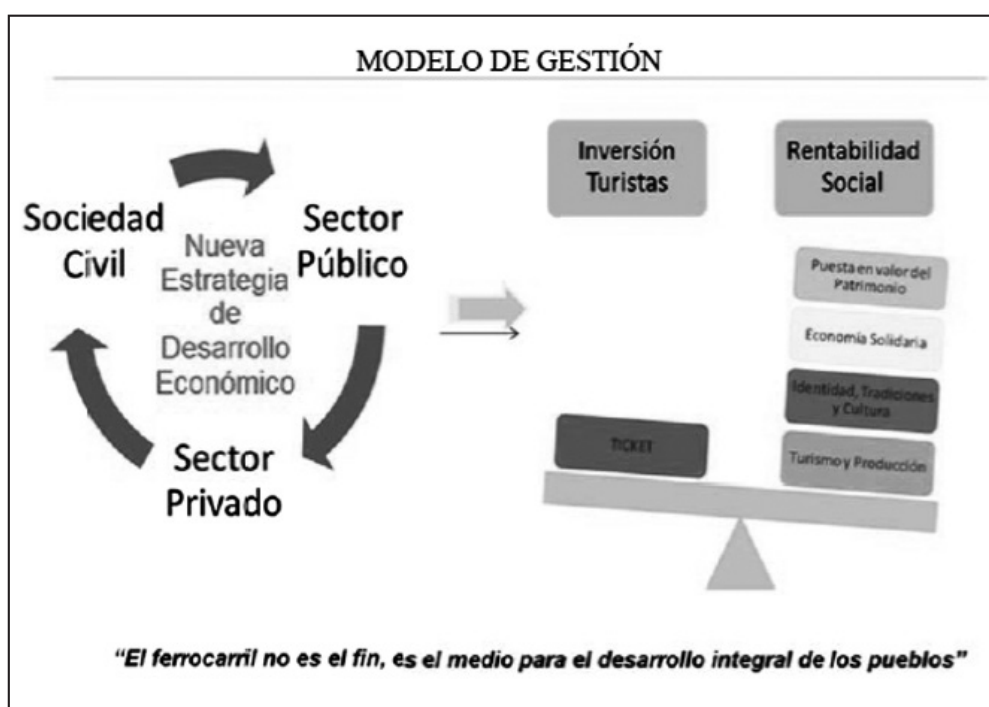 MODELO DE GESTIÓN
Sociedad
Civil
Sector
Público
Nueva
Estrategia
de
Desarrollo
Económico
Sector
Privado
Inversión
Turistas
Rentabilidad
Social
Puesta en valor del
Patrimonio
Economía Solidaria
Identidad, Tradiciones
y Cultura
Turismo y Producción
TICKET
“El ferrocarril no es el fin, es el medio para el desarrollo integral de los pueblos”